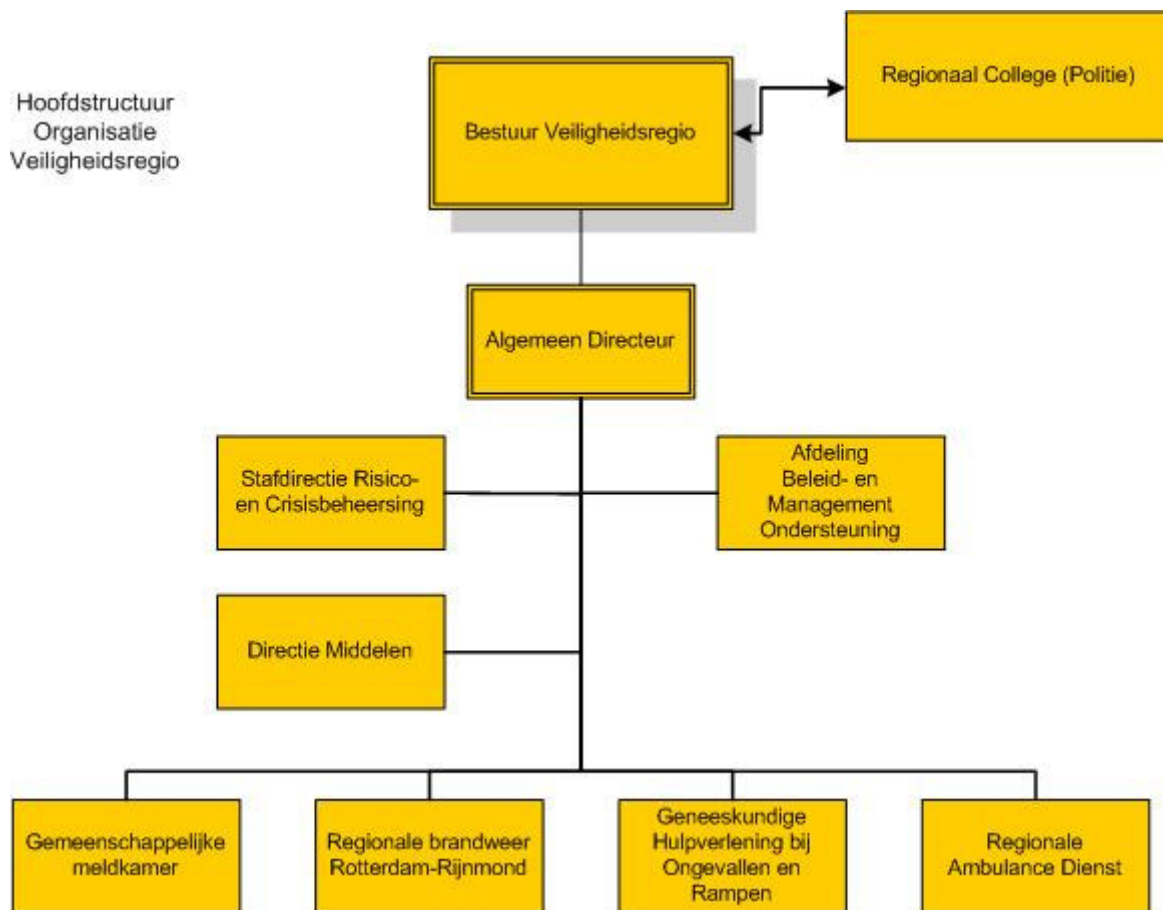 Hoofdstructuur
Organisatie
Veiligheidsregio
Bestuur Veiligheidsregio
Regionaal College (Politie)
Algemeen Directeur
Stafdirectie Risico-
en Crisisbeheersing
Afdeling
Beleid- en
Management
Ondersteuning
Directie Middelen
Gemeenschappelijke
meldkamer
Regionale brandweer
Rotterdam-Rijnmond
Geneeskundige
Hulpverlening bij
Ongevallen en
Rampen
Regionale
Ambulance Dienst